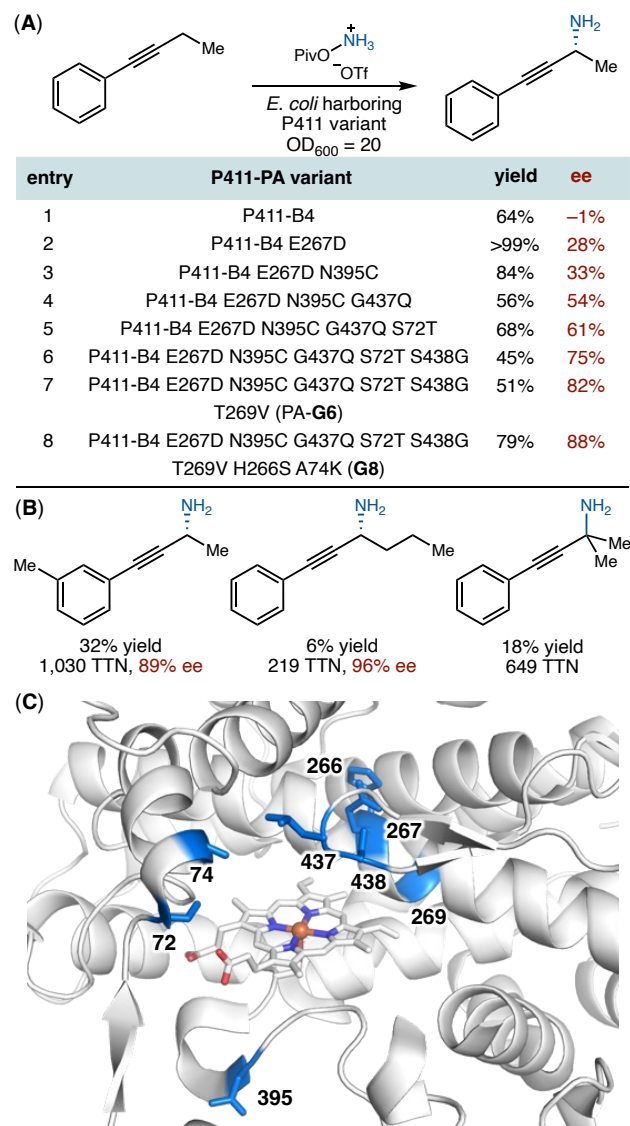 (A)
NH₂
Me
PivO
+
NH₃
⁻OTf
Me
E. coli harboring
P411 variant
OD₆₀₀ = 20
entry P411-PA variant yield ee
1 P411-B4 64% –1%
2 P411-B4 E267D >99% 28%
3 P411-B4 E267D N395C 84% 33%
4 P411-B4 E267D N395C G437Q 56% 54%
5 P411-B4 E267D N395C G437Q S72T 68% 61%
6 P411-B4 E267D N395C G437Q S72T S438G 45% 75%
7 P411-B4 E267D N395C G437Q S72T S438G 51% 82%
T269V (PA-G6)
8 P411-B4 E267D N395C G437Q S72T S438G 79% 88%
T269V H266S A74K (G8)
(B)
NH₂ NH₂ NH₂
Me Me Me Me
Me
32% yield 6% yield 18% yield
1,030 TTN, 89% ee 219 TTN, 96% ee 649 TTN
(C)
266
267
437
438
74
269
72
395